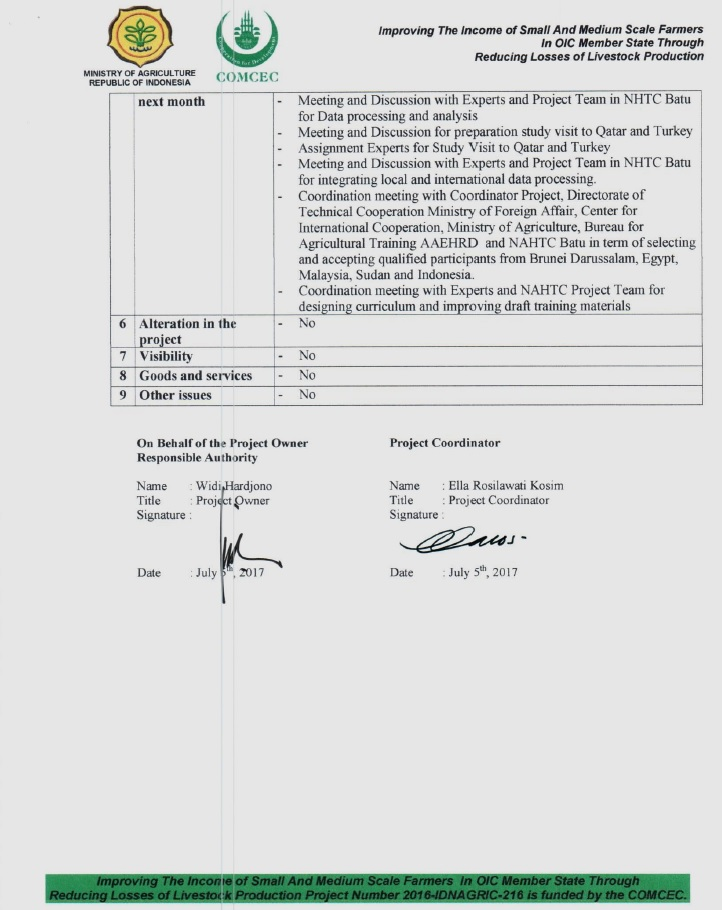 MINISTRY OF AGRICULTURE
REPUBLIC OF INDONESIA
COMCEC
Improving The Income of Small And Medium Scale Farmers
In OIC Member State Through
Reducing Losses of Livestock Production
next month
- Meeting and Discussion with Experts and Project Team in NHTC Batu
for Data processing and analysis
- Meeting and Discussion for preparation study visit to Qatar and Turkey
- Assignment Experts for Study Visit to Qatar and Turkey
- Meeting and Discussion with Experts and Project Team in NHTC Batu
for integrating local and international data processing.
- Coordination meeting with Coordinator Project, Directorate of
Technical Cooperation Ministry of Foreign Affair, Center for
International Cooperation, Ministry of Agriculture, Bureau for
Agricultural Training AAEHRD and NAHTC Batu in term of selecting
and accepting qualified participants from Brunei Darussalam, Egypt,
Malaysia, Sudan and Indonesia.
- Coordination meeting with Experts and NAHTC Project Team for
designing curriculum and improving draft training materials
6 Alteration in the - No
project
7 Visibility - No
8 Goods and services - No
9 Other issues - No
On Behalf of the Project Owner
Responsible Authority
Name : Widi Hardjono
Title : Project Owner
Signature :
Date : July 5th, 2017
Project Coordinator
Name : Ella Rosilawati Kosim
Title : Project Coordinator
Signature :
Date : July 5th, 2017
Improving The Income of Small And Medium Scale Farmers In OIC Member State Through
Reducing Losses of Livestock Production Project Number 2016-IDNAGRIC-216 is funded by the COMCEC.